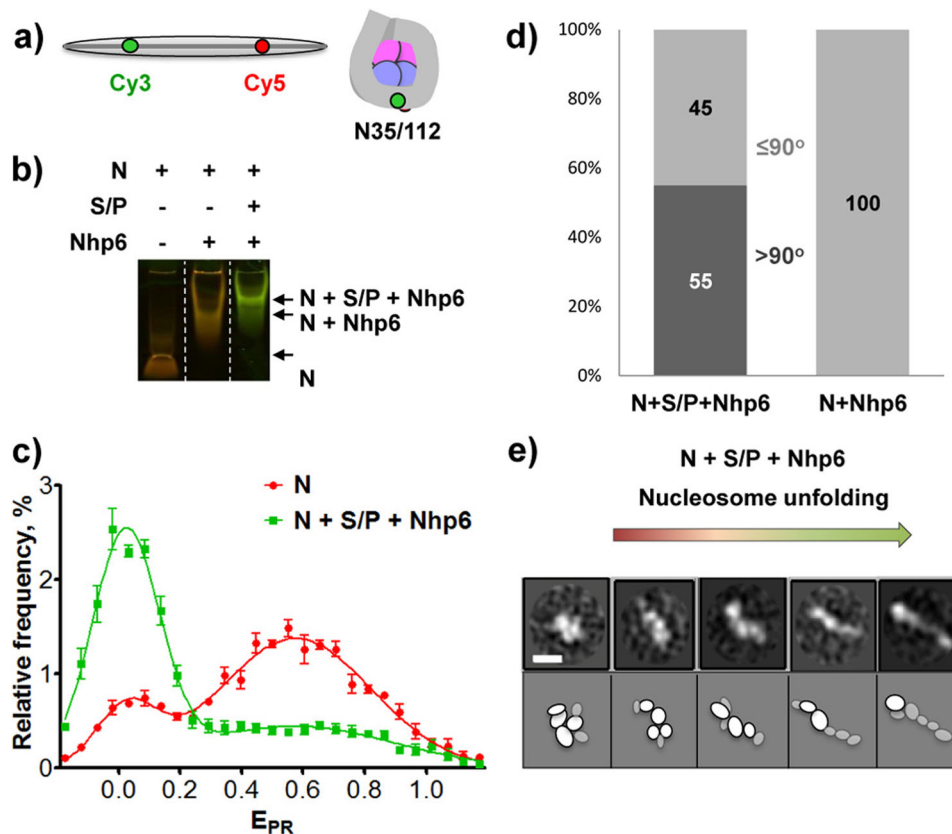 a)
Cy3
Cy5
N35/112
b)
N + + +
S/P - - +
Nhp6 - + +
N + S/P + Nhp6
N + Nhp6
N
c)
3
2
1
0
Relative frequency, %
N
N + S/P + Nhp6
0.0 0.2 0.4 0.6 0.8 1.0
EPR
d)
100%
80%
60%
40%
20%
0%
45
55
100
≤90°
>90°
N+S/P+Nhp6 N+Nhp6
e)
N + S/P + Nhp6
Nucleosome unfolding